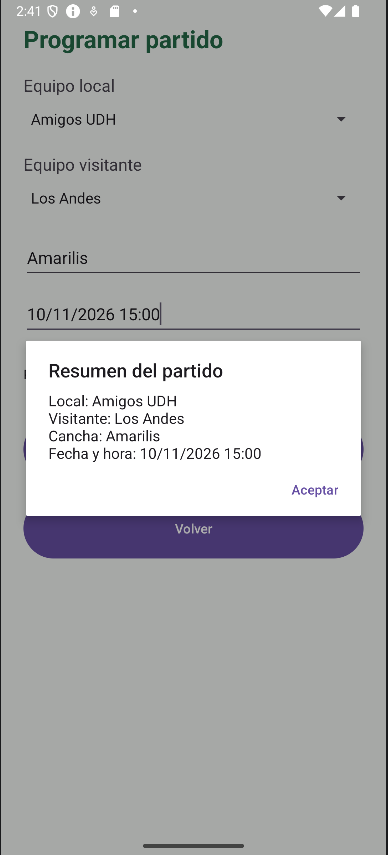 2:41
Programar partido
Equipo local
Amigos UDH
Equipo visitante
Los Andes
Amarilis
10/11/2026 15:00
Resumen del partido
Local: Amigos UDH
Visitante: Los Andes
Cancha: Amarilis
Fecha y hora: 10/11/2026 15:00
Aceptar
Volver